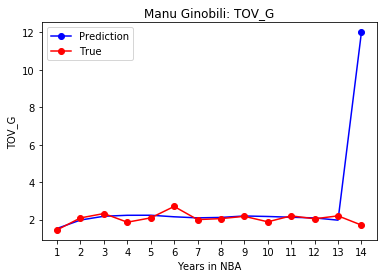 Manu Ginobili: TOV_G
Prediction
True
TOV_G
12
10
8
6
4
2
1 2 3 4 5 6 7 8 9 10 11 12 13 14
Years in NBA